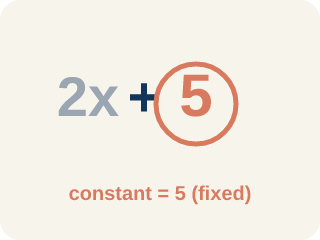 2x + 5
constant = 5 (fixed)